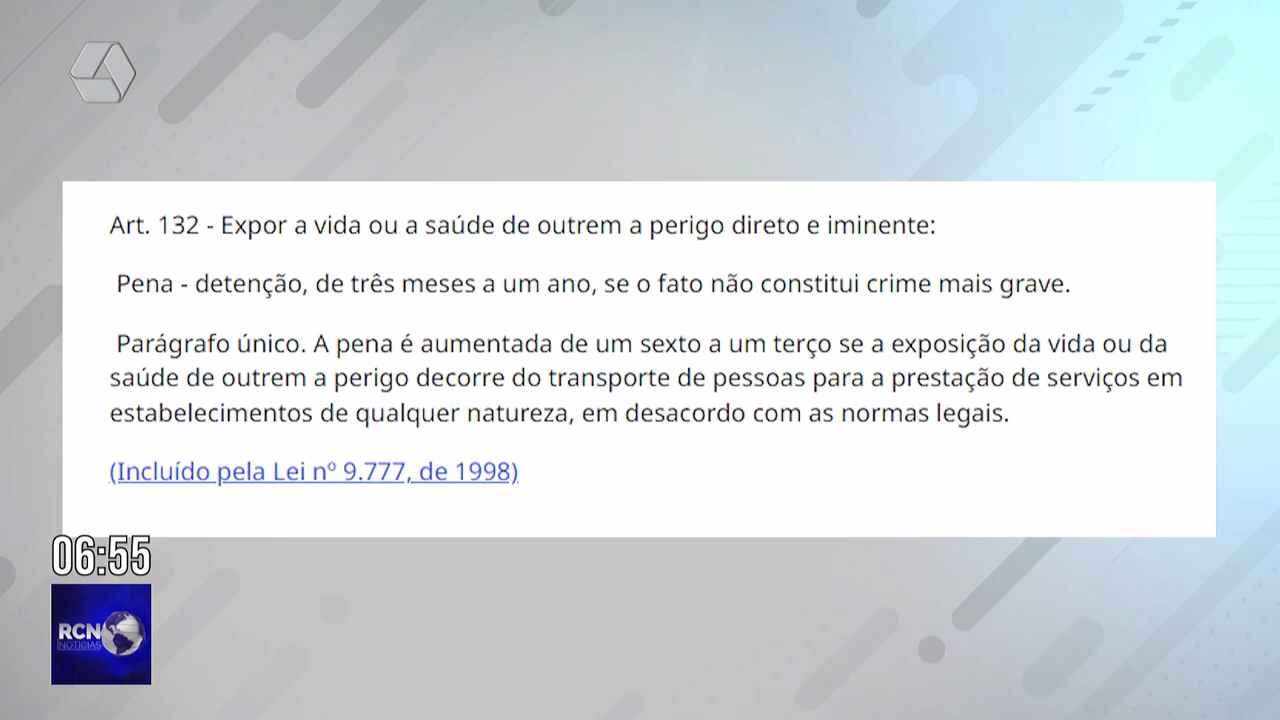 Art. 132 - Expor a vida ou a saúde de outrem a perigo direto e iminente:
Pena - detenção, de três meses a um ano, se o fato não constitui crime mais grave.
Parágrafo único. A pena é aumentada de um sexto a um terço se a exposição da vida ou da
saúde de outrem a perigo decorre do transporte de pessoas para a prestação de serviços em
estabelecimentos de qualquer natureza, em desacordo com as normas legais.
(Incluído pela Lei nº 9.777, de 1998)
06:55
RCN
NOTÍCIAS